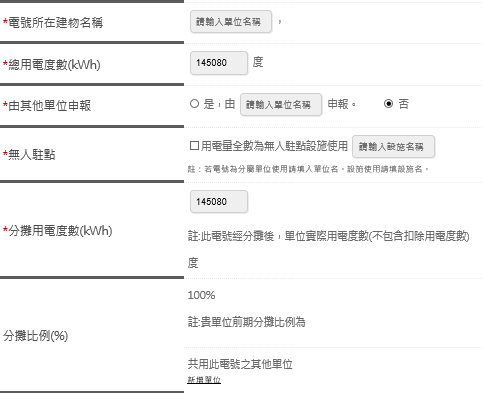 *電號所在建物名稱 請輸入單位名稱 ，
*總用電度數(kWh) 145080 度
*由其他單位申報 是，由 請輸入單位名稱 申報。 否
*無人駐點 用電量全數為無人駐點設施使用 請輸入設施名稱
註：若電號為分屬單位使用請填入單位名，設施使用請填設施名。
145080
*分攤用電度數(kWh) 註:此電號經分攤後，單位實際用電度數(不包含扣除用電度數)
度
100%
註:貴單位前期分攤比例為
分攤比例(%)
共用此電號之其他單位
新增單位